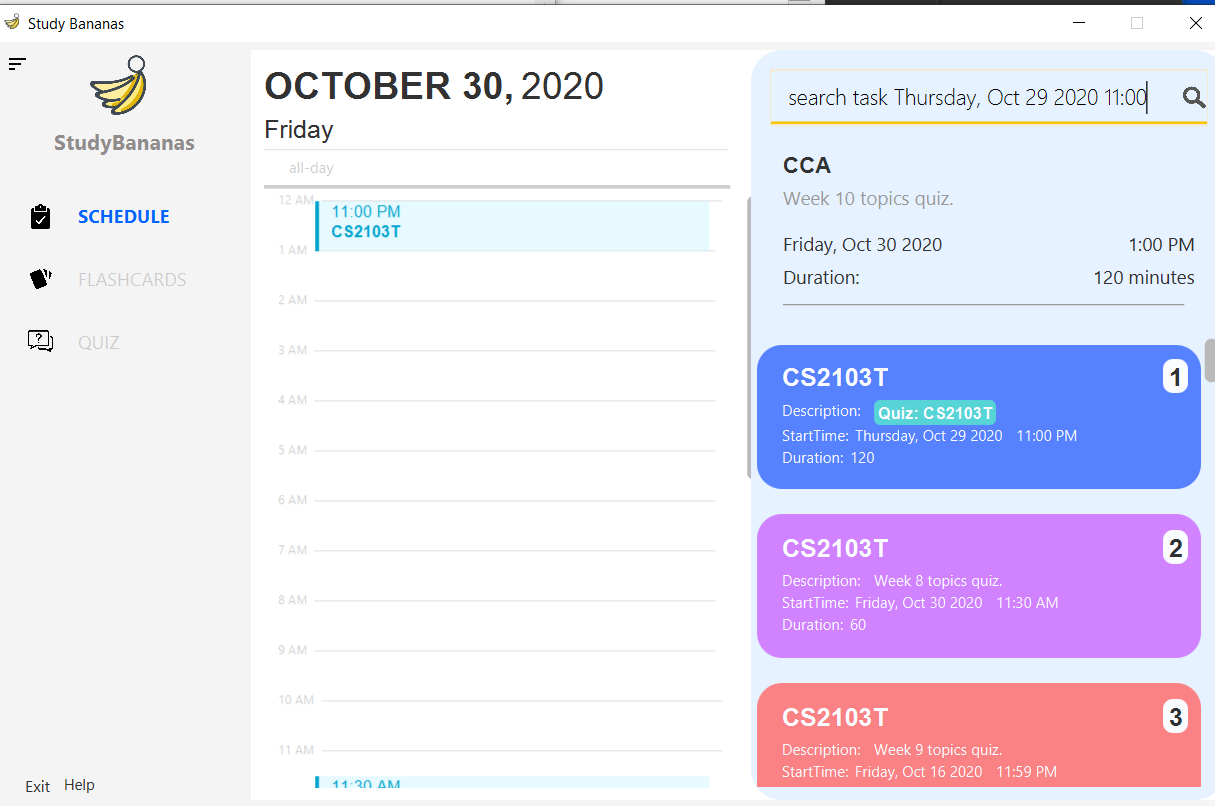 Study Bananas
StudyBananas
SCHEDULE
FLASHCARDS
QUIZ
Exit Help
OCTOBER 30, 2020
Friday
all-day
12 AM
11:00 PM
CS2103T
1 AM
2 AM
3 AM
4 AM
5 AM
6 AM
7 AM
8 AM
9 AM
10 AM
11 AM
11:30 AM
search task Thursday, Oct 29 2020 11:00
CCA
Week 10 topics quiz.
Friday, Oct 30 2020 1:00 PM
Duration: 120 minutes
CS2103T 1
Description: Quiz: CS2103T
StartTime: Thursday, Oct 29 2020 11:00 PM
Duration: 120
CS2103T 2
Description: Week 8 topics quiz.
StartTime: Friday, Oct 30 2020 11:30 AM
Duration: 60
CS2103T 3
Description: Week 9 topics quiz.
StartTime: Friday, Oct 16 2020 11:59 PM